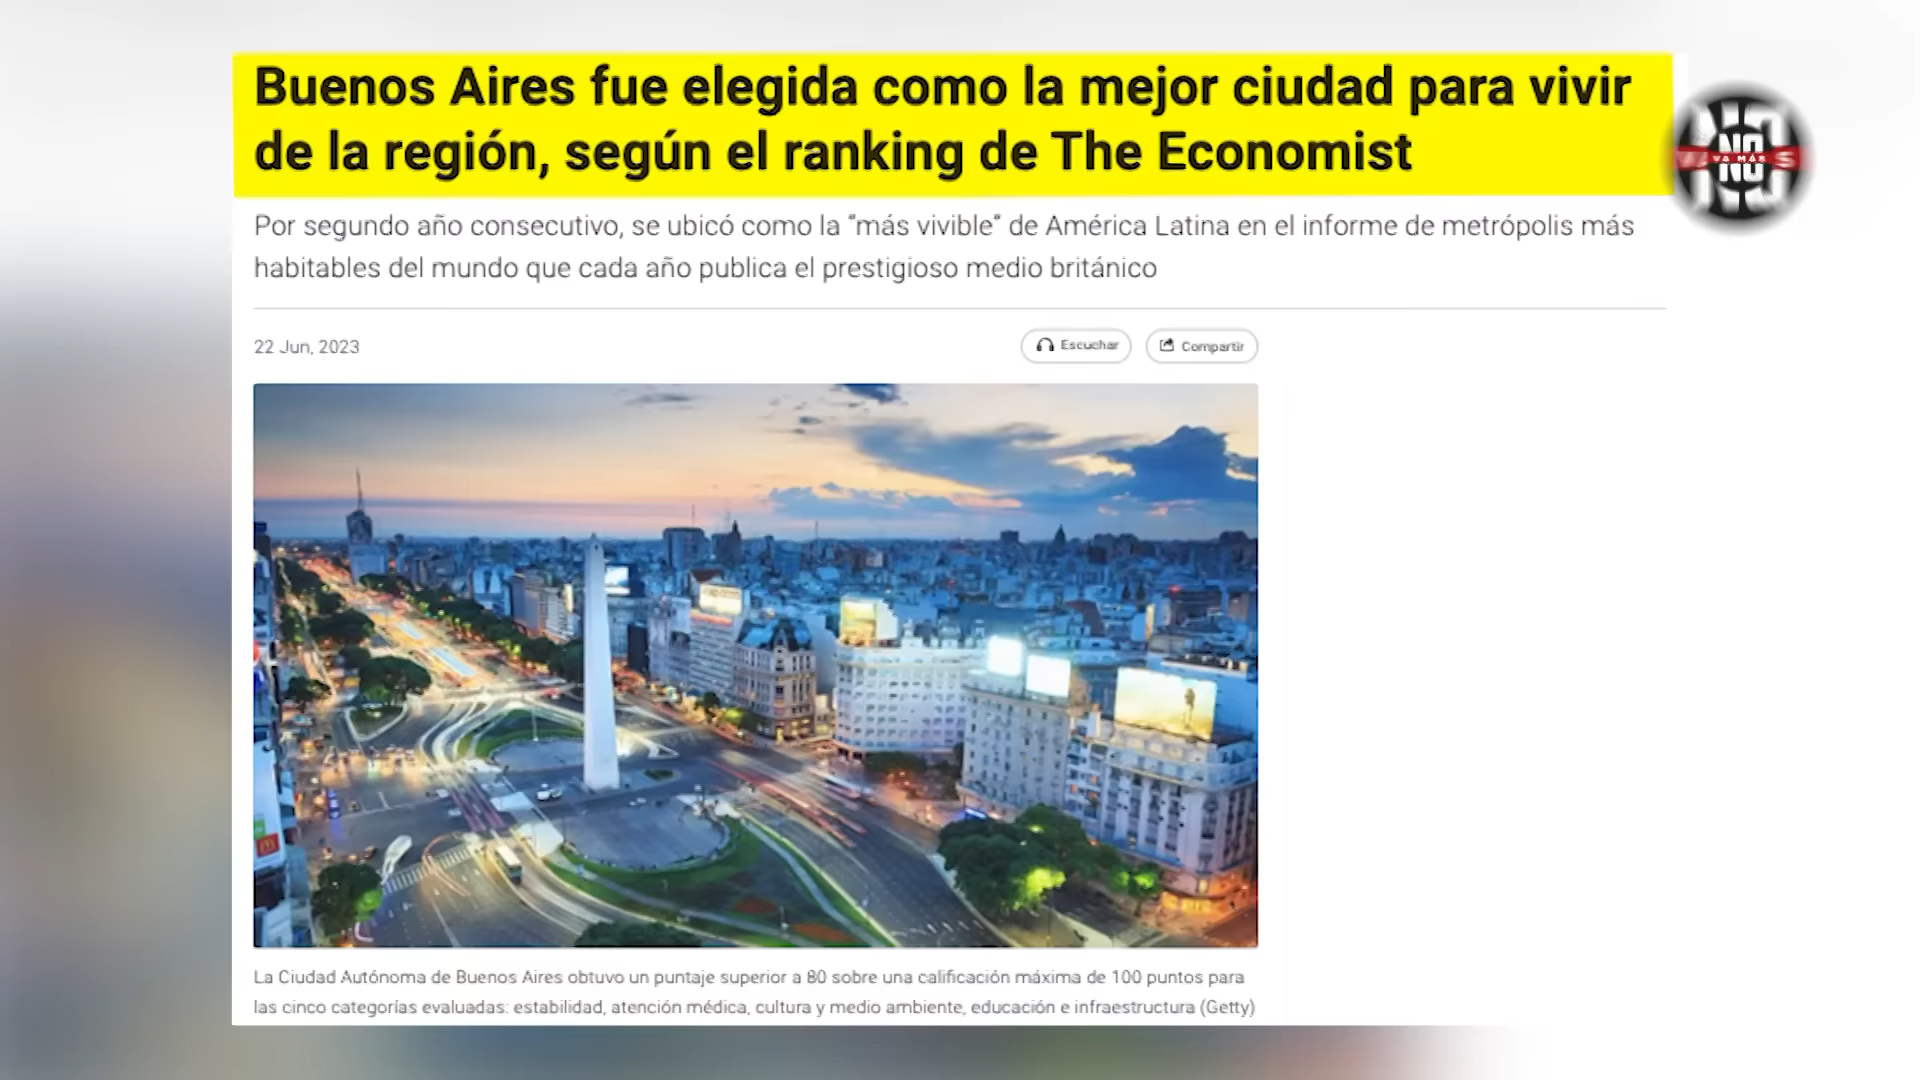 Buenos Aires fue elegida como la mejor ciudad para vivir
de la región, según el ranking de The Economist
NO
VA MÁS
Por segundo año consecutivo, se ubicó como la “más vivible” de América Latina en el informe de metrópolis más
habitables del mundo que cada año publica el prestigioso medio británico
22 Jun, 2023
Escuchar
Compartir
La Ciudad Autónoma de Buenos Aires obtuvo un puntaje superior a 80 sobre una calificación máxima de 100 puntos para
las cinco categorías evaluadas: estabilidad, atención médica, cultura y medio ambiente, educación e infraestructura (Getty)